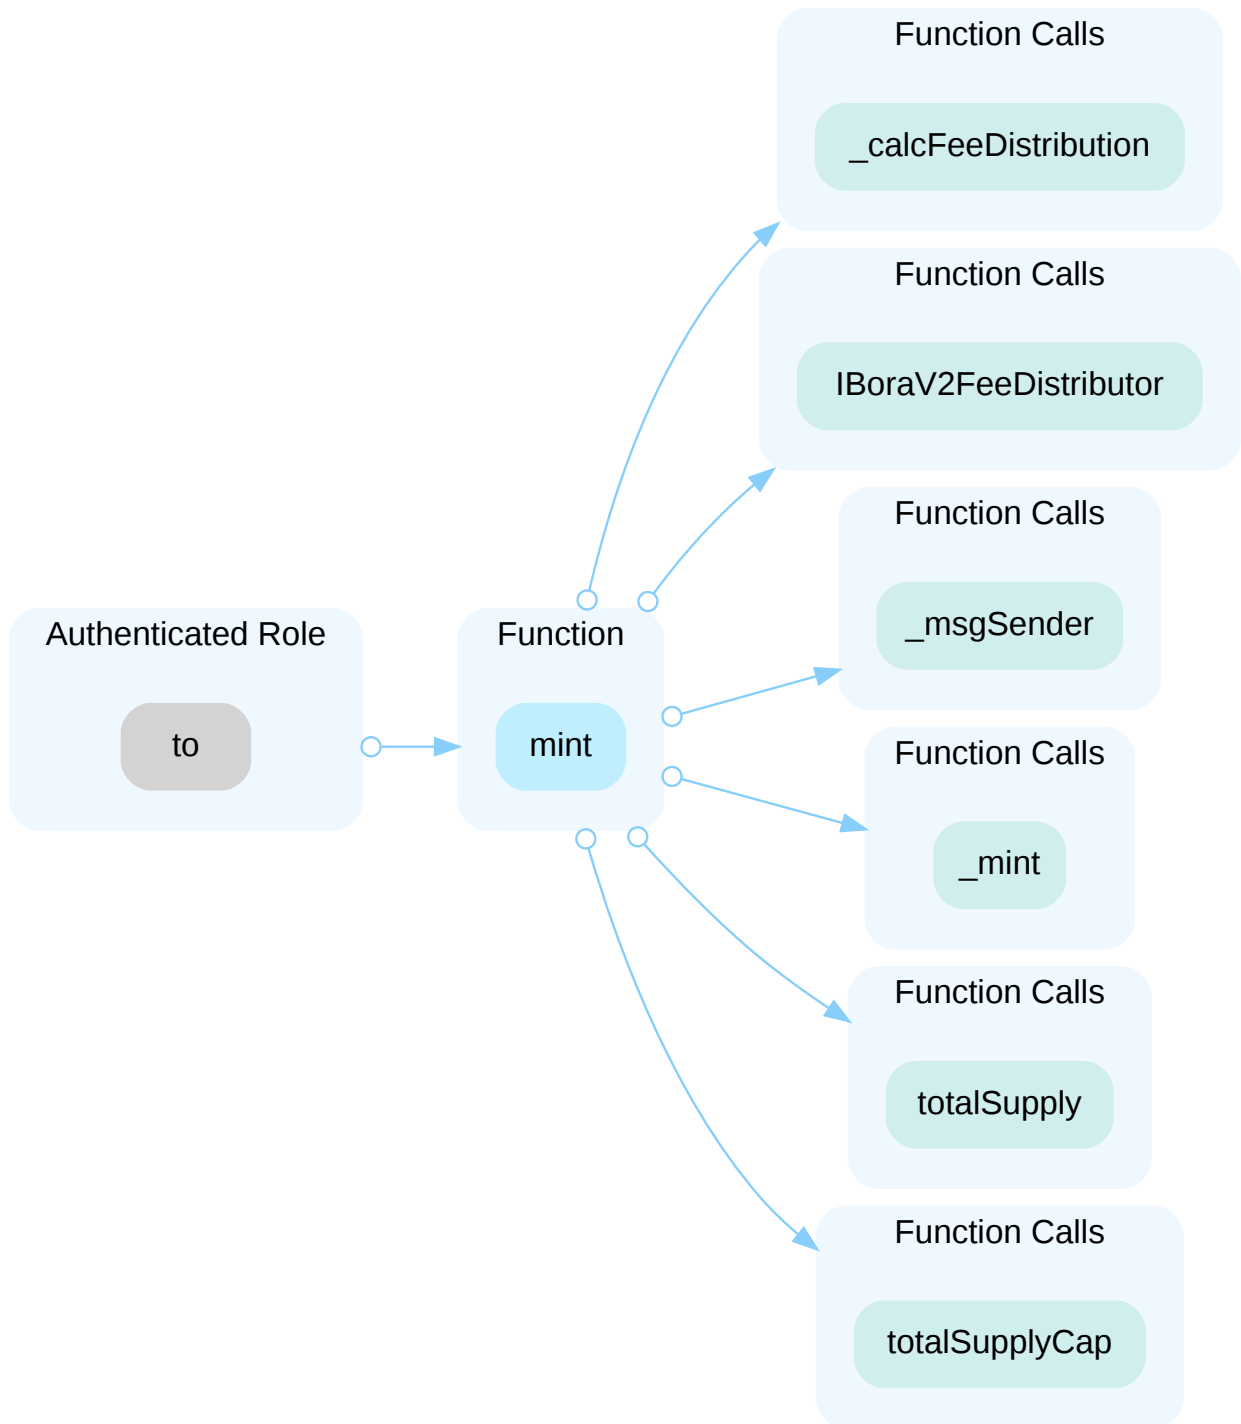 Authenticated Role
to
Function
mint
Function Calls
_calcFeeDistribution
Function Calls
IBoraV2FeeDistributor
Function Calls
_msgSender
Function Calls
_mint
Function Calls
totalSupply
Function Calls
totalSupplyCap